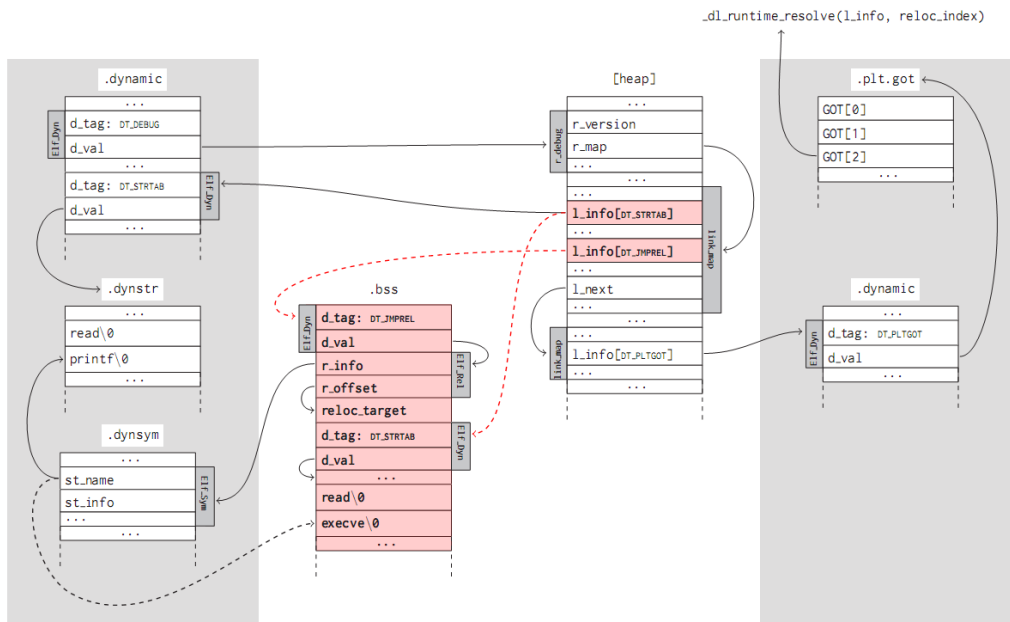 _dl_runtime_resolve(l_info, reloc_index)
.dynamic
...
Elf_Dyn
d_tag: DT_DEBUG
d_val
...
d_tag: DT_STRTAB
Elf_Dyn
d_val
...
.dynstr
...
read\0
printf\0
...
.dynsym
...
st_name
Elf_Sym
st_info
...
...
.bss
Elf_Dyn
d_tag: DT_JMPREL
d_val
r_info
Elf_Rel
r_offset
reloc_target
d_tag: DT_STRTAB
Elf_Dyn
d_val
...
read\0
execve\0
...
[heap]
...
r_debug
r_version
r_map
...
...
...
l_info[DT_STRTAB]
link_map
...
l_info[DT_JMPREL]
...
l_next
...
...
link_map
l_info[DT_PLTGOT]
...
...
.plt.got
GOT[0]
GOT[1]
GOT[2]
...
.dynamic
...
Elf_Dyn
d_tag: DT_PLTGOT
d_val
...